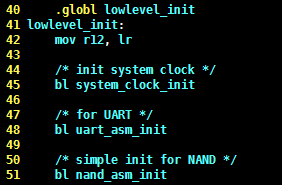 40     .globl lowlevel_init
41 lowlevel_init:
42     mov r12, lr
43
44     /* init system clock */
45     bl system_clock_init
46
47     /* for UART */
48     bl uart_asm_init
49
50     /* simple init for NAND */
51     bl nand_asm_init